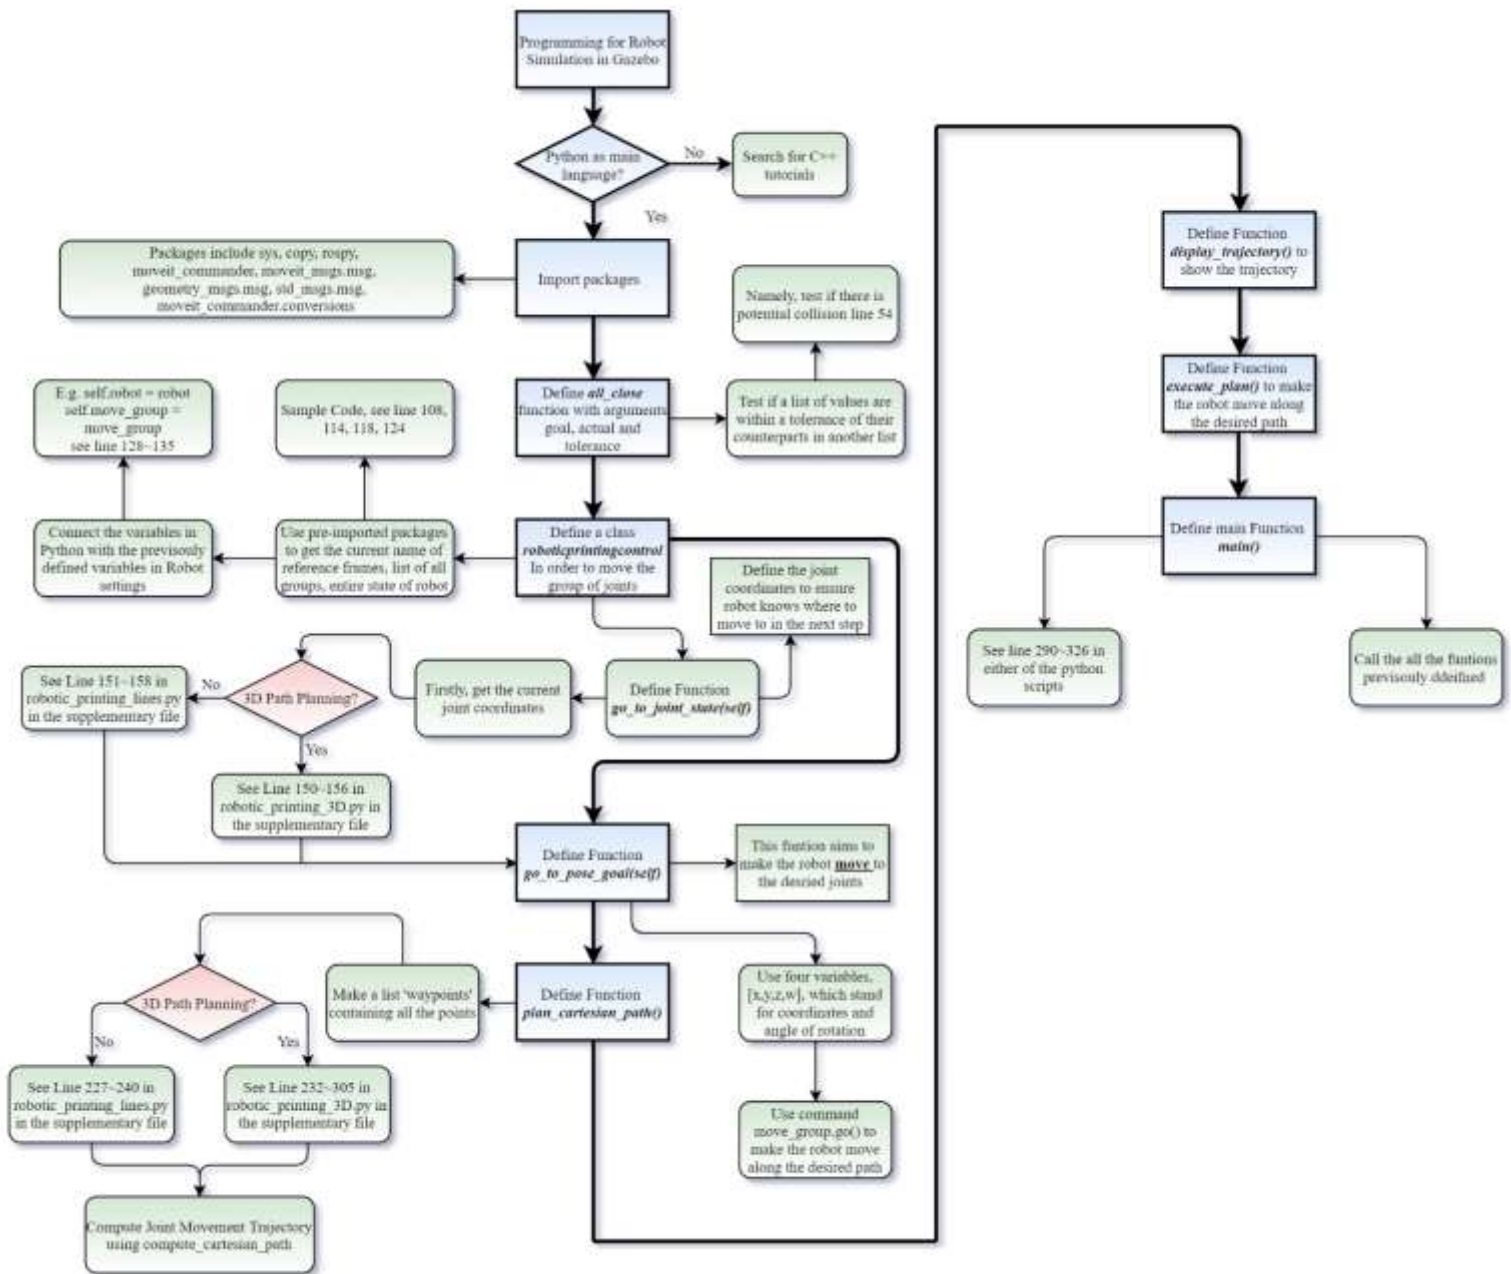 Programming for Robot
Simulation in Gazebo
Python as main
language?
No
Search for C++
tutorials
Yes
Import packages
Packages include sys, copy, rospy,
moveit_commander, moveit_msgs.msg,
geometry_msgs.msg, std_msgs.msg,
moveit_commander.conversions
Namely, test if there is
potential collision line 54
Define all_close
function with arguments
goal, actual and
tolerance
Test if a list of values are
within a tolerance of their
counterparts in another list
E.g. self.robot = robot
self.move_group =
move_group
see line 128~135
Sample Code, see line 108,
114, 118, 124
Connect the variables in
Python with the previsonly
defined variables in Robot
settings
Use pre-imported packages
to get the current name of
reference frames, list of all
groups, entire state of robot
Define a class
roboticprintingcontrol
In order to move the
group of joints
Define the joint
coordinates to ensure
robot knows where to
move to in the next step
Define Function
go_to_joint_state(self)
Firstly, get the current
joint coordinates
3D Path Planning?
No
See Line 151~158 in
robotic_printing_lines.py
in the supplementary file
Yes
See Line 150~156 in
robotic_printing_3D.py in
the supplementary file
Define Function
go_to_pose_goal(self)
This funtion aims to
make the robot move to
the desried joints
Use four variables,
[x,y,z,w], which stand
for coordinates and
angle of rotation
Use command
move_group.go() to
make the robot move
along the desired path
Define Function
plan_cartesian_path()
Make a list 'waypoints'
containing all the points
3D Path Planning?
No
Yes
See Line 227~240 in
robotic_printing_lines.py
in the supplementary file
See Line 232~305 in
robotic_printing_3D.py in
the supplementary file
Compute Joint Movement Trajectory
using compute_cartesian_path
Define Function
display_trajectory() to
show the trajectory
Define Function
execute_plan() to make
the robot move along
the desired path
Define main Function
main()
See line 290~326 in
either of the python
scripts
Call the all the funtions
previsouly ddeifned